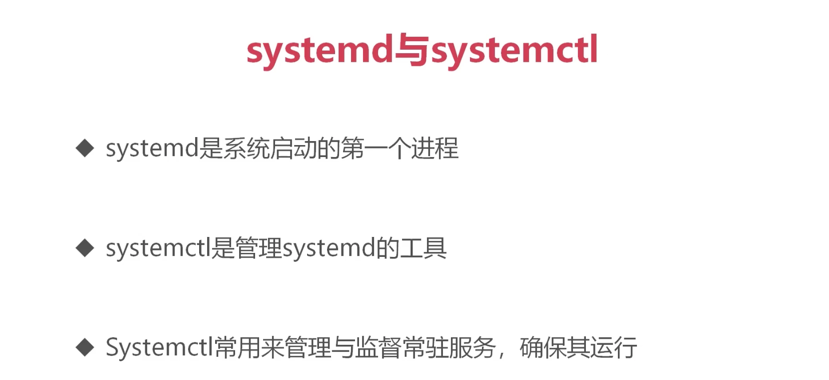 systemd与systemctl
◆ systemd是系统启动的第一个进程
◆ systemctl是管理systemd的工具
◆ Systemctl常用来管理与监督常驻服务，确保其运行